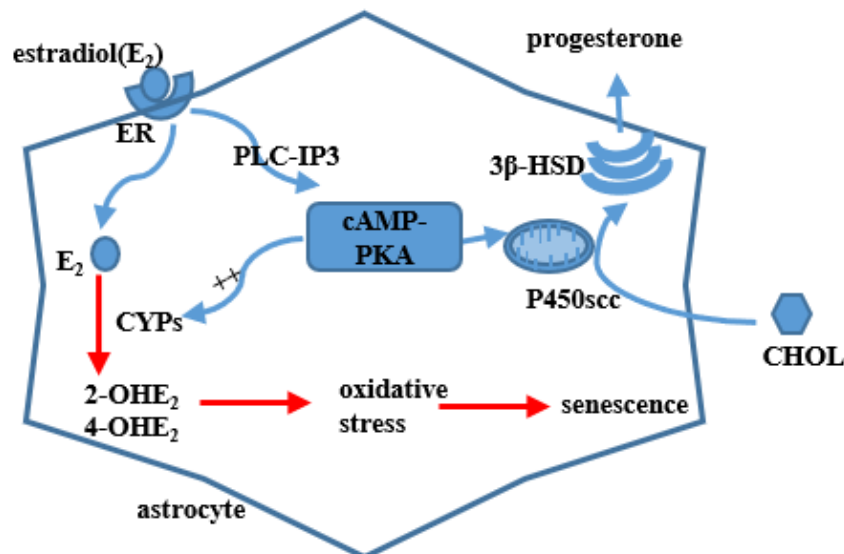 progesterone
estradiol(E₂)
ER
PLC-IP3
3β-HSD
cAMP-
PKA
E₂
P450scc
CYPs
++
CHOL
2-OHE₂
4-OHE₂
oxidative
stress
senescence
astrocyte